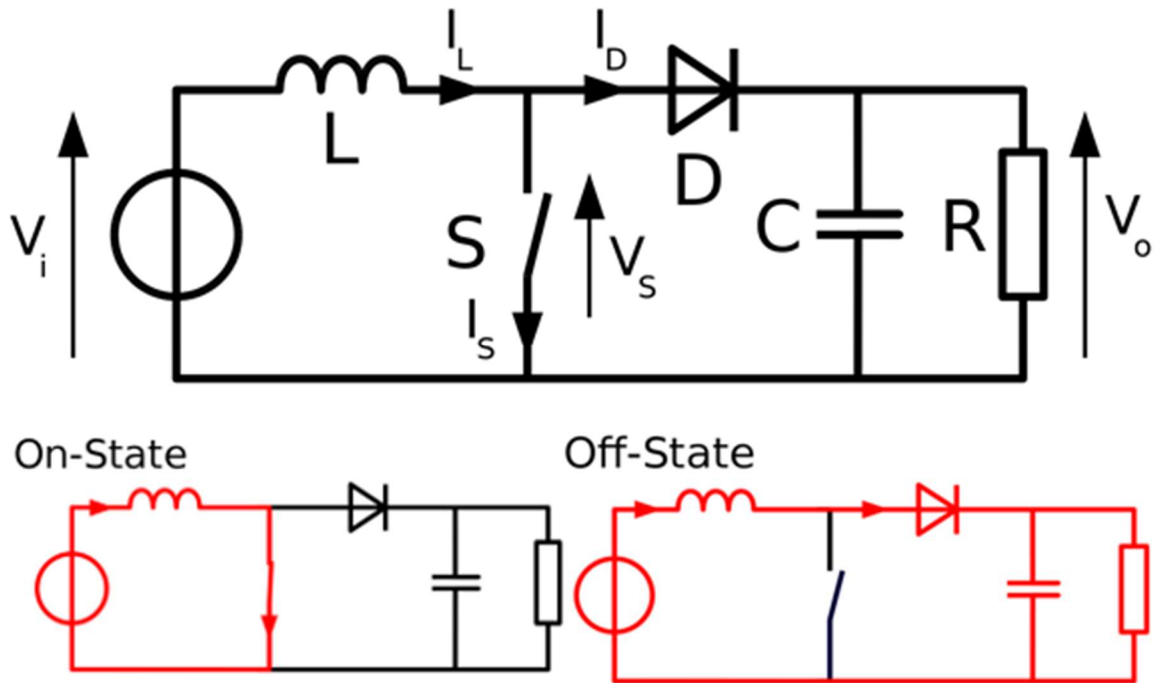 I_L I_D
L
V_i
S
D
V_S
C
R
V_o
I_S
On-State
Off-State